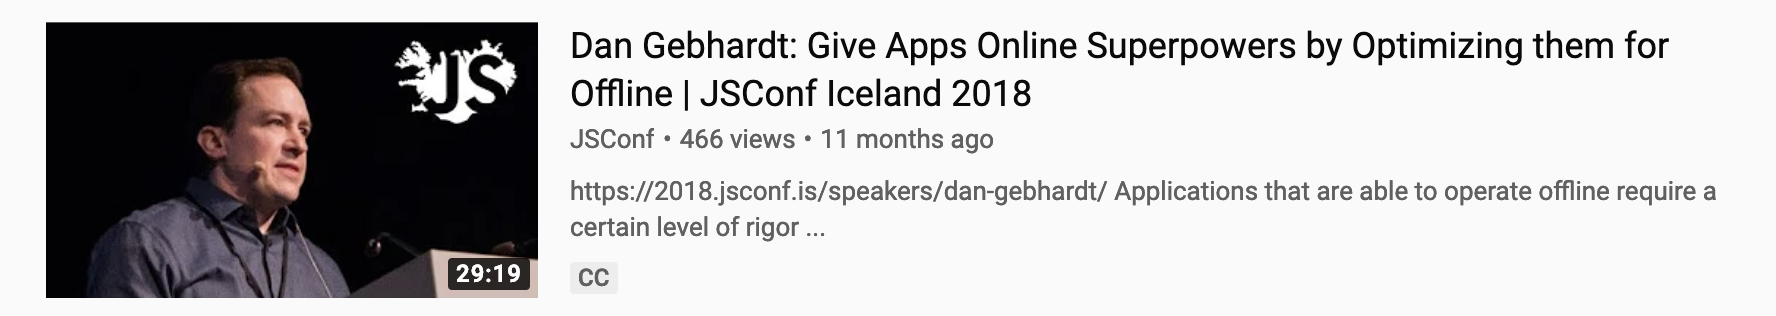 JS
29:19
Dan Gebhardt: Give Apps Online Superpowers by Optimizing them for
Offline | JSConf Iceland 2018
JSConf • 466 views • 11 months ago
https://2018.jsconf.is/speakers/dan-gebhardt/ Applications that are able to operate offline require a
certain level of rigor ...
CC